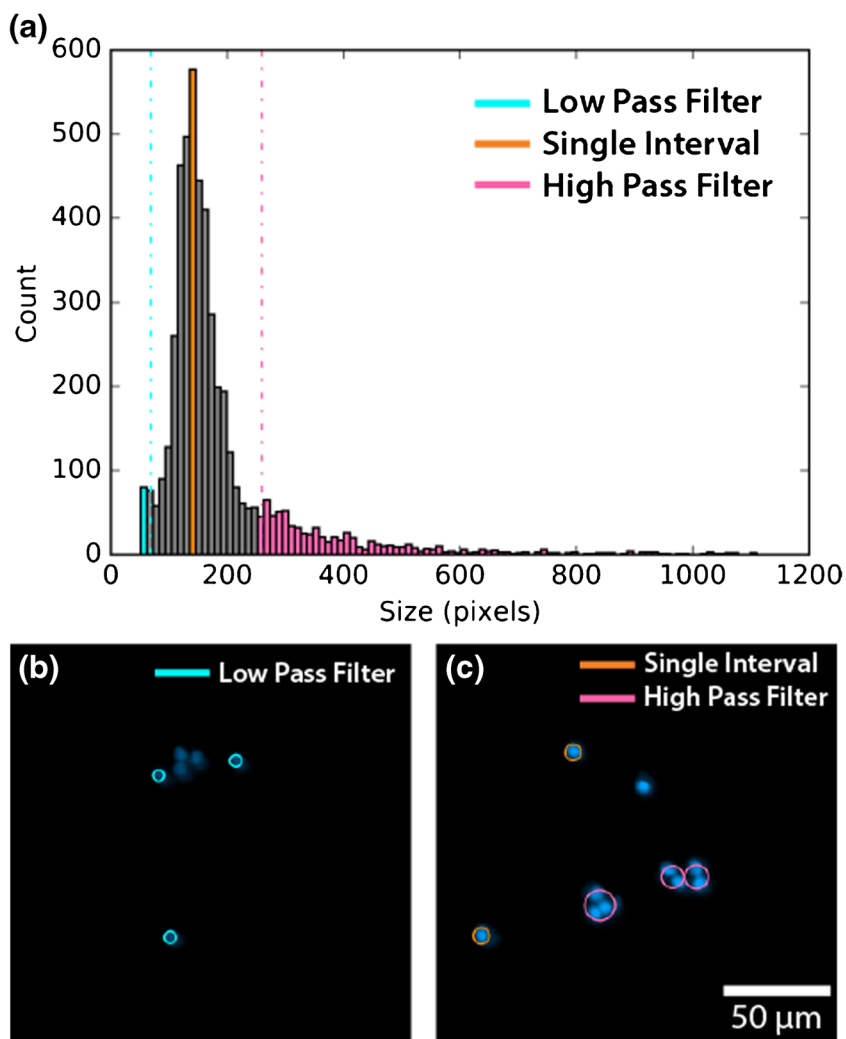 (a)
600
500
400
300
200
100
0
Count
Low Pass Filter
Single Interval
High Pass Filter
0 200 400 600 800 1000 1200
Size (pixels)
(b) Low Pass Filter
(c) Single Interval
High Pass Filter
50 μm